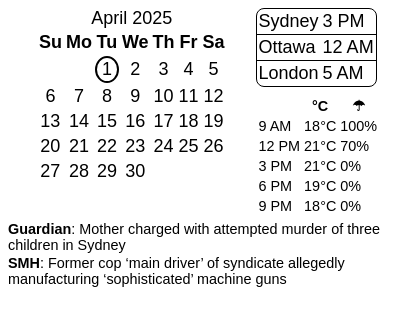 April 2025
Su Mo Tu We Th Fr Sa
1 2 3 4 5
6 7 8 9 10 11 12
13 14 15 16 17 18 19
20 21 22 23 24 25 26
27 28 29 30
Sydney 3 PM
Ottawa 12 AM
London 5 AM
°C ☂
9 AM 18°C 100%
12 PM 21°C 70%
3 PM 21°C 0%
6 PM 19°C 0%
9 PM 18°C 0%
Guardian: Mother charged with attempted murder of three
children in Sydney
SMH: Former cop ‘main driver’ of syndicate allegedly
manufacturing ‘sophisticated’ machine guns